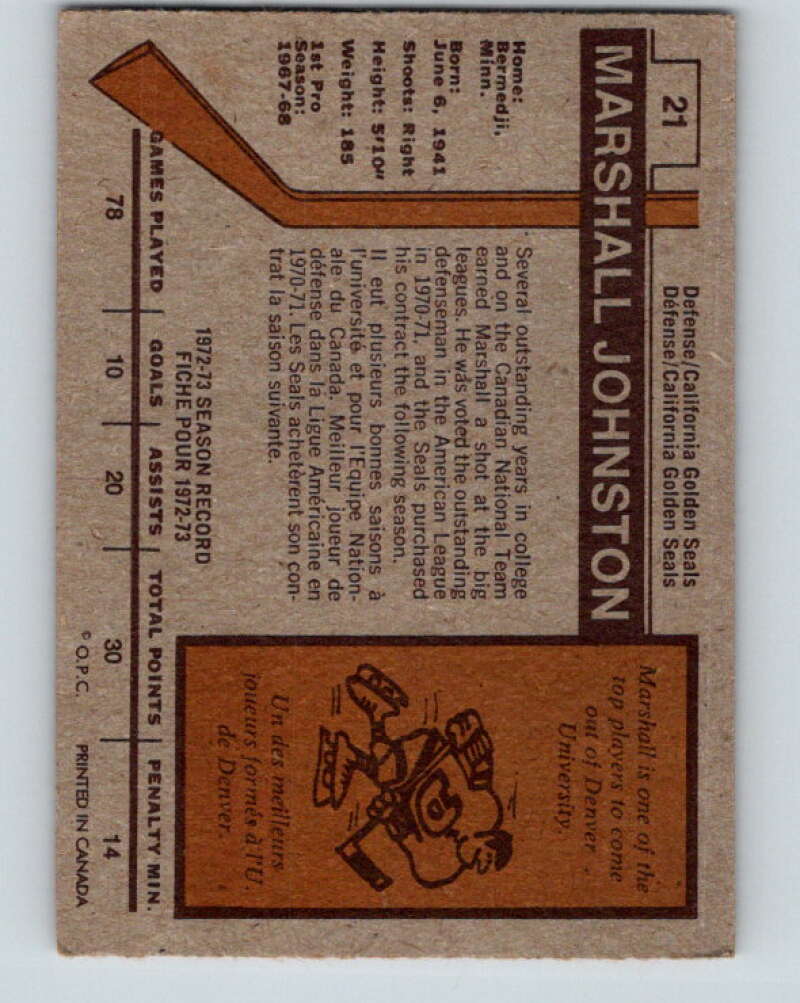 21
Defense/California Golden Seals
Défense/California Golden Seals
MARSHALL JOHNSTON
Home:
Bermedji,
Minn.
Born:
June 6, 1941
Shoots: Right
Height: 5'10"
Weight: 185
1st Pro
Season:
1967-68
Several outstanding years in college
and on the Canadian National Team
earned Marshall a shot at the big
leagues. He was voted the outstanding
defenseman in the American League
in 1970-71, and the Seals purchased
his contract the following season.
Il eut plusieurs bonnes saisons à
l'université et pour l'Equipe Nation-
ale du Canada. Meilleur joueur de
défense dans la Ligue Américaine en
1970-71. Les Seals achetèrent son con-
trat la saison suivante.
Marshall is one of the
top players to come
out of Denver
University.
Un des meilleurs
joueurs formés à l'U.
de Denver.
1972-73 SEASON RECORD
FICHE POUR 1972-73
GAMES PLAYED GOALS ASSISTS TOTAL POINTS PENALTY MIN.
78 10 20 30 14
© O.P.C. PRINTED IN CANADA